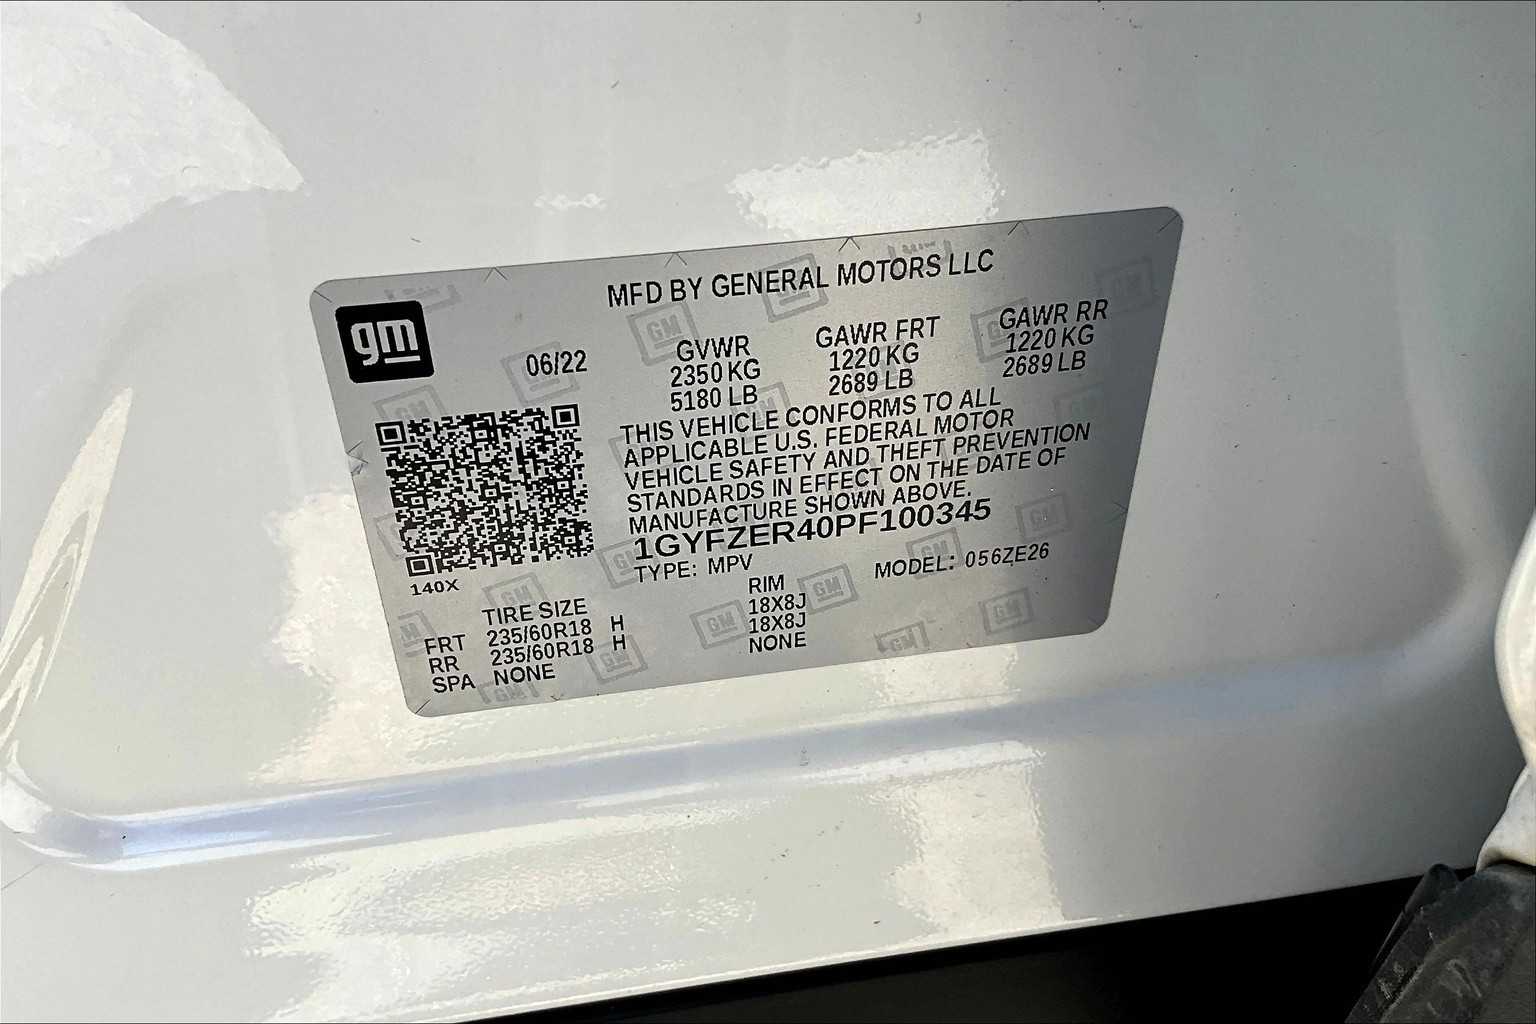 MFD BY GENERAL MOTORS LLC
gm
06/22
GVWR
2350 KG
5180 LB
GAWR FRT
1220 KG
2689 LB
GAWR RR
1220 KG
2689 LB
THIS VEHICLE CONFORMS TO ALL
APPLICABLE U.S. FEDERAL MOTOR
VEHICLE SAFETY AND THEFT PREVENTION
STANDARDS IN EFFECT ON THE DATE OF
MANUFACTURE SHOWN ABOVE.
1GYFZER40PF100345
TYPE: MPV MODEL: 056ZE26
140X
TIRE SIZE RIM
FRT 235/60R18 H 18X8J
RR 235/60R18 H 18X8J
SPA NONE NONE